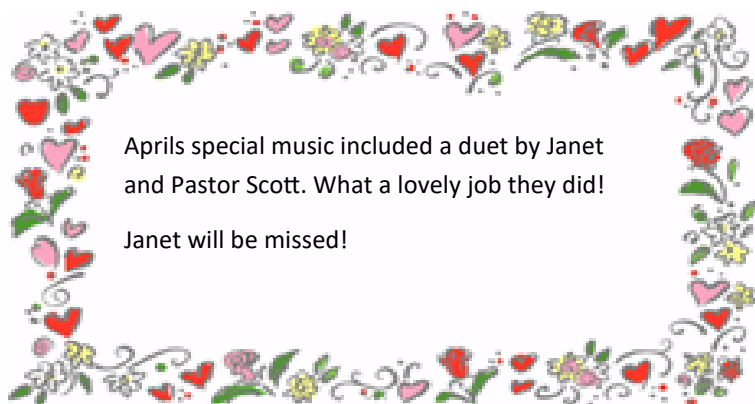 Aprils special music included a duet by Janet
and Pastor Scott. What a lovely job they did!
Janet will be missed!